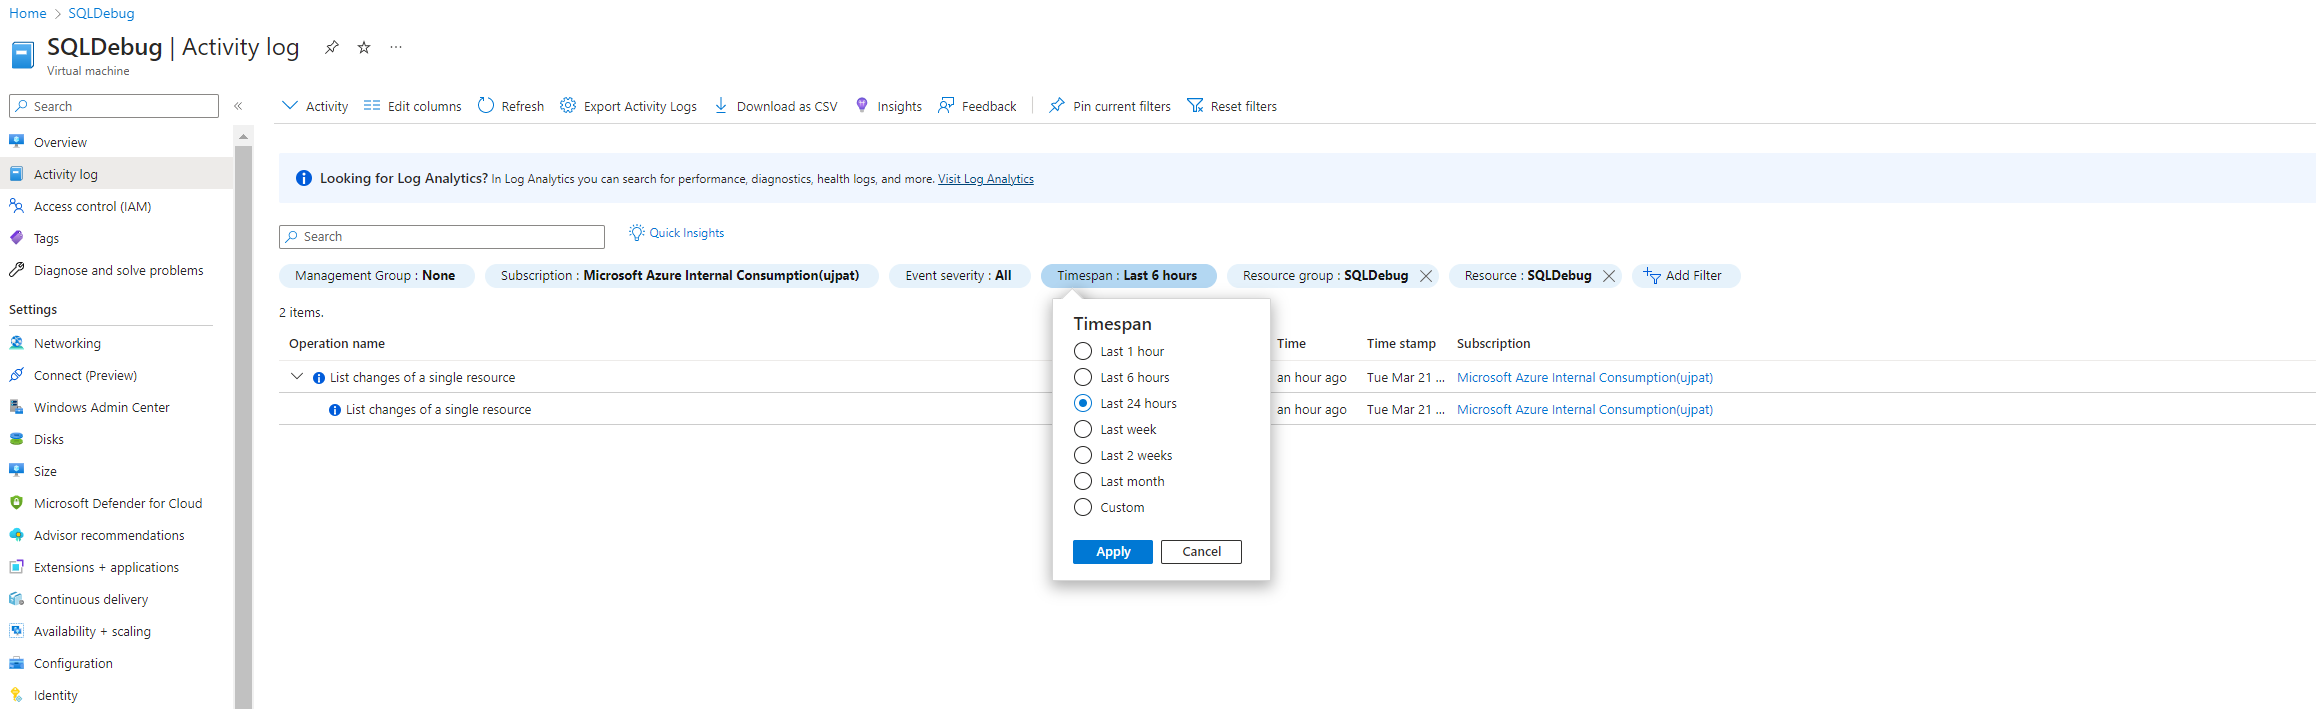 Home > SQLDebug
SQLDebug | Activity log
Virtual machine
Search
Overview
Activity log
Access control (IAM)
Tags
Diagnose and solve problems
Settings
Networking
Connect (Preview)
Windows Admin Center
Disks
Size
Microsoft Defender for Cloud
Advisor recommendations
Extensions + applications
Continuous delivery
Availability + scaling
Configuration
Identity
Activity Edit columns Refresh Export Activity Logs Download as CSV Insights Feedback Pin current filters Reset filters
Looking for Log Analytics? In Log Analytics you can search for performance, diagnostics, health logs, and more. Visit Log Analytics
Search Quick Insights
Management Group : None Subscription : Microsoft Azure Internal Consumption(ujpat) Event severity : All Timespan : Last 6 hours Resource group : SQLDebug Resource : SQLDebug Add Filter
2 items.
Operation name Time Time stamp Subscription
List changes of a single resource an hour ago Tue Mar 21 ... Microsoft Azure Internal Consumption(ujpat)
List changes of a single resource an hour ago Tue Mar 21 ... Microsoft Azure Internal Consumption(ujpat)
Timespan
Last 1 hour
Last 6 hours
Last 24 hours
Last week
Last 2 weeks
Last month
Custom
Apply Cancel